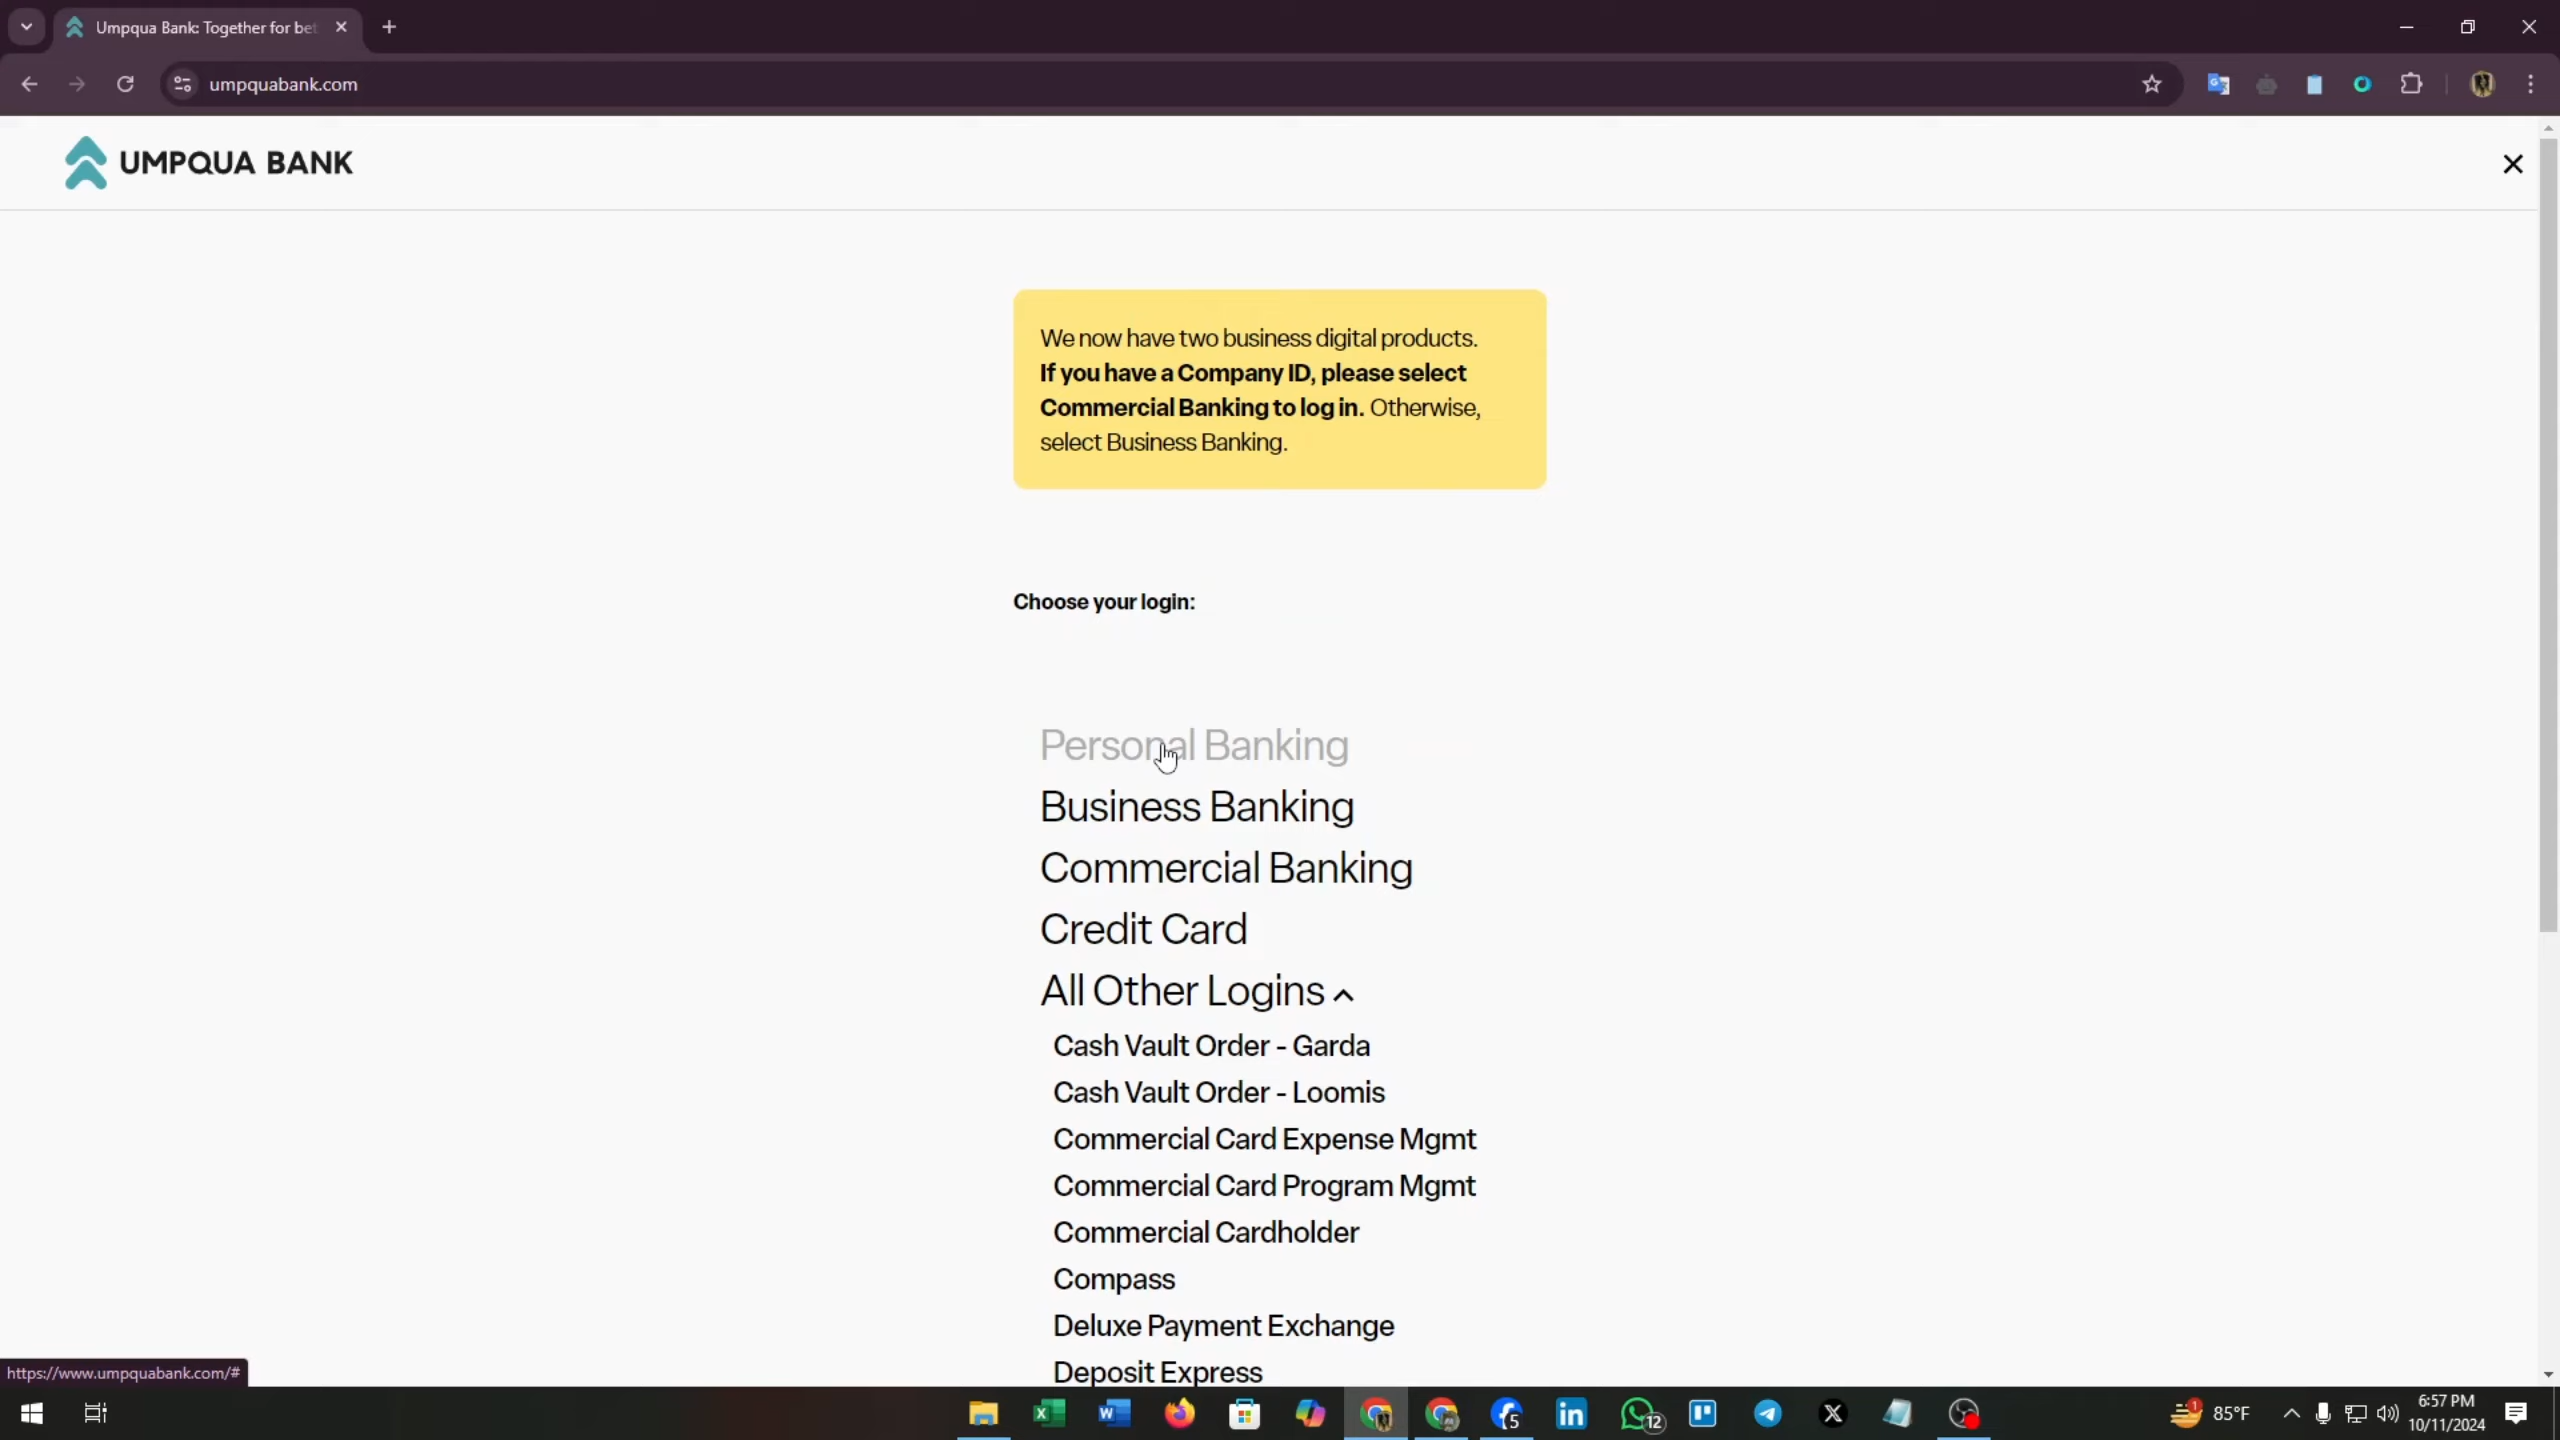 Umpqua Bank: Together for bet
umpquabank.com
UMPQUA BANK
We now have two business digital products.
If you have a Company ID, please select
Commercial Banking to log in. Otherwise,
select Business Banking.
Choose your login:
Personal Banking
Business Banking
Commercial Banking
Credit Card
All Other Logins
Cash Vault Order - Garda
Cash Vault Order - Loomis
Commercial Card Expense Mgmt
Commercial Card Program Mgmt
Commercial Cardholder
Compass
Deluxe Payment Exchange
Deposit Express
https://www.umpquabank.com/#
5
12
1
85°F
6:57 PM
10/11/2024